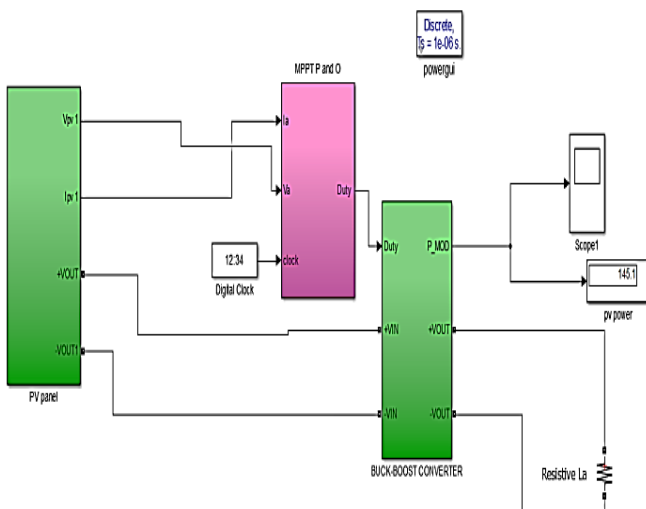 Discrete,
Ts = 1e-06 s.
powergui
MPPT P and O
Vpv 1
Ipv 1
+VOUT
-VOUT1
PV panel
Ia
Va
clock
Duty
12:34
Digital Clock
Duty
+VIN
-VIN
P_MOD
+VOUT
-VOUT
BUCK-BOOST CONVERTER
Scope1
145.1
pv power
Resistive La